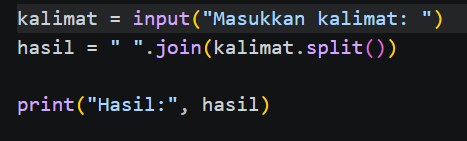 kalimat = input("Masukkan kalimat: ")
hasil = " ".join(kalimat.split())
print("Hasil:", hasil)